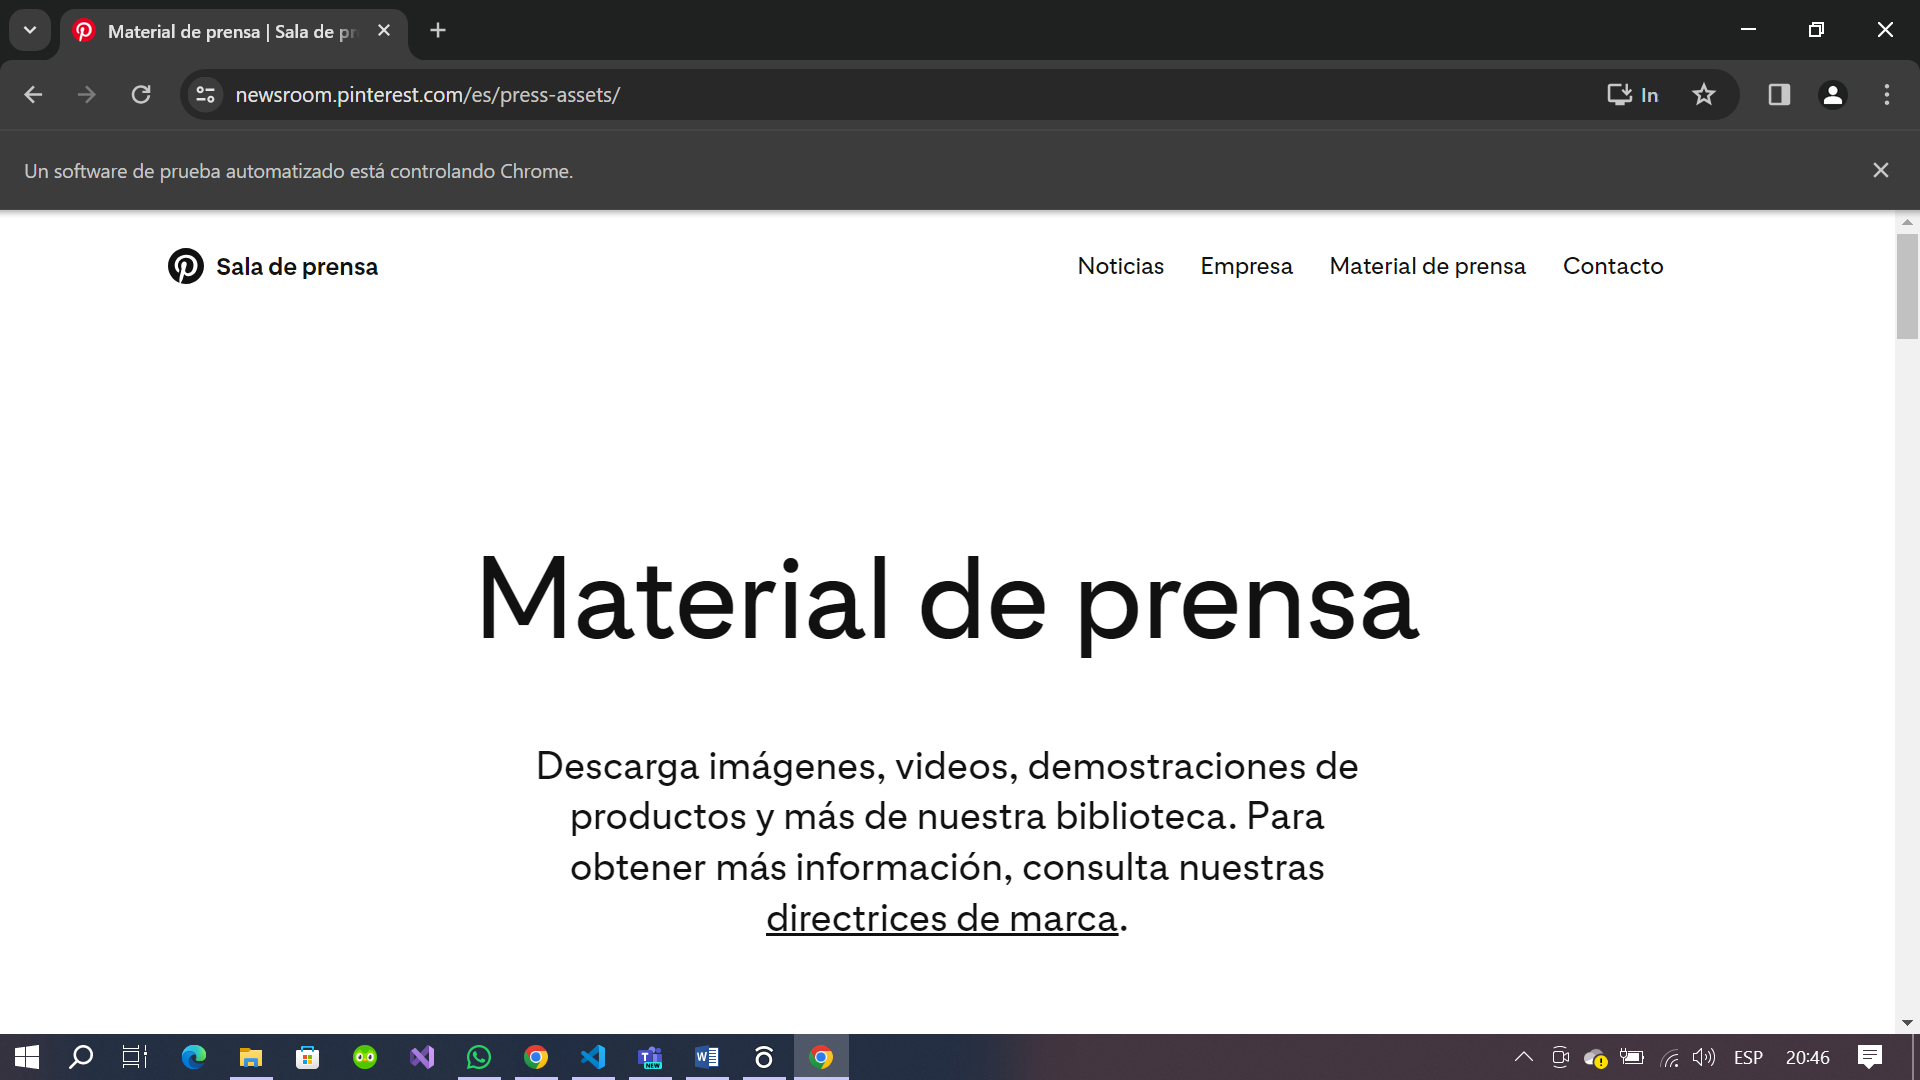 Material de prensa | Sala de pr
newsroom.pinterest.com/es/press-assets/
In
Un software de prueba automatizado está controlando Chrome.
Sala de prensa
Noticias
Empresa
Material de prensa
Contacto
Material de prensa
Descarga imágenes, videos, demostraciones de
productos y más de nuestra biblioteca. Para
obtener más información, consulta nuestras
directrices de marca.
ESP
20:46